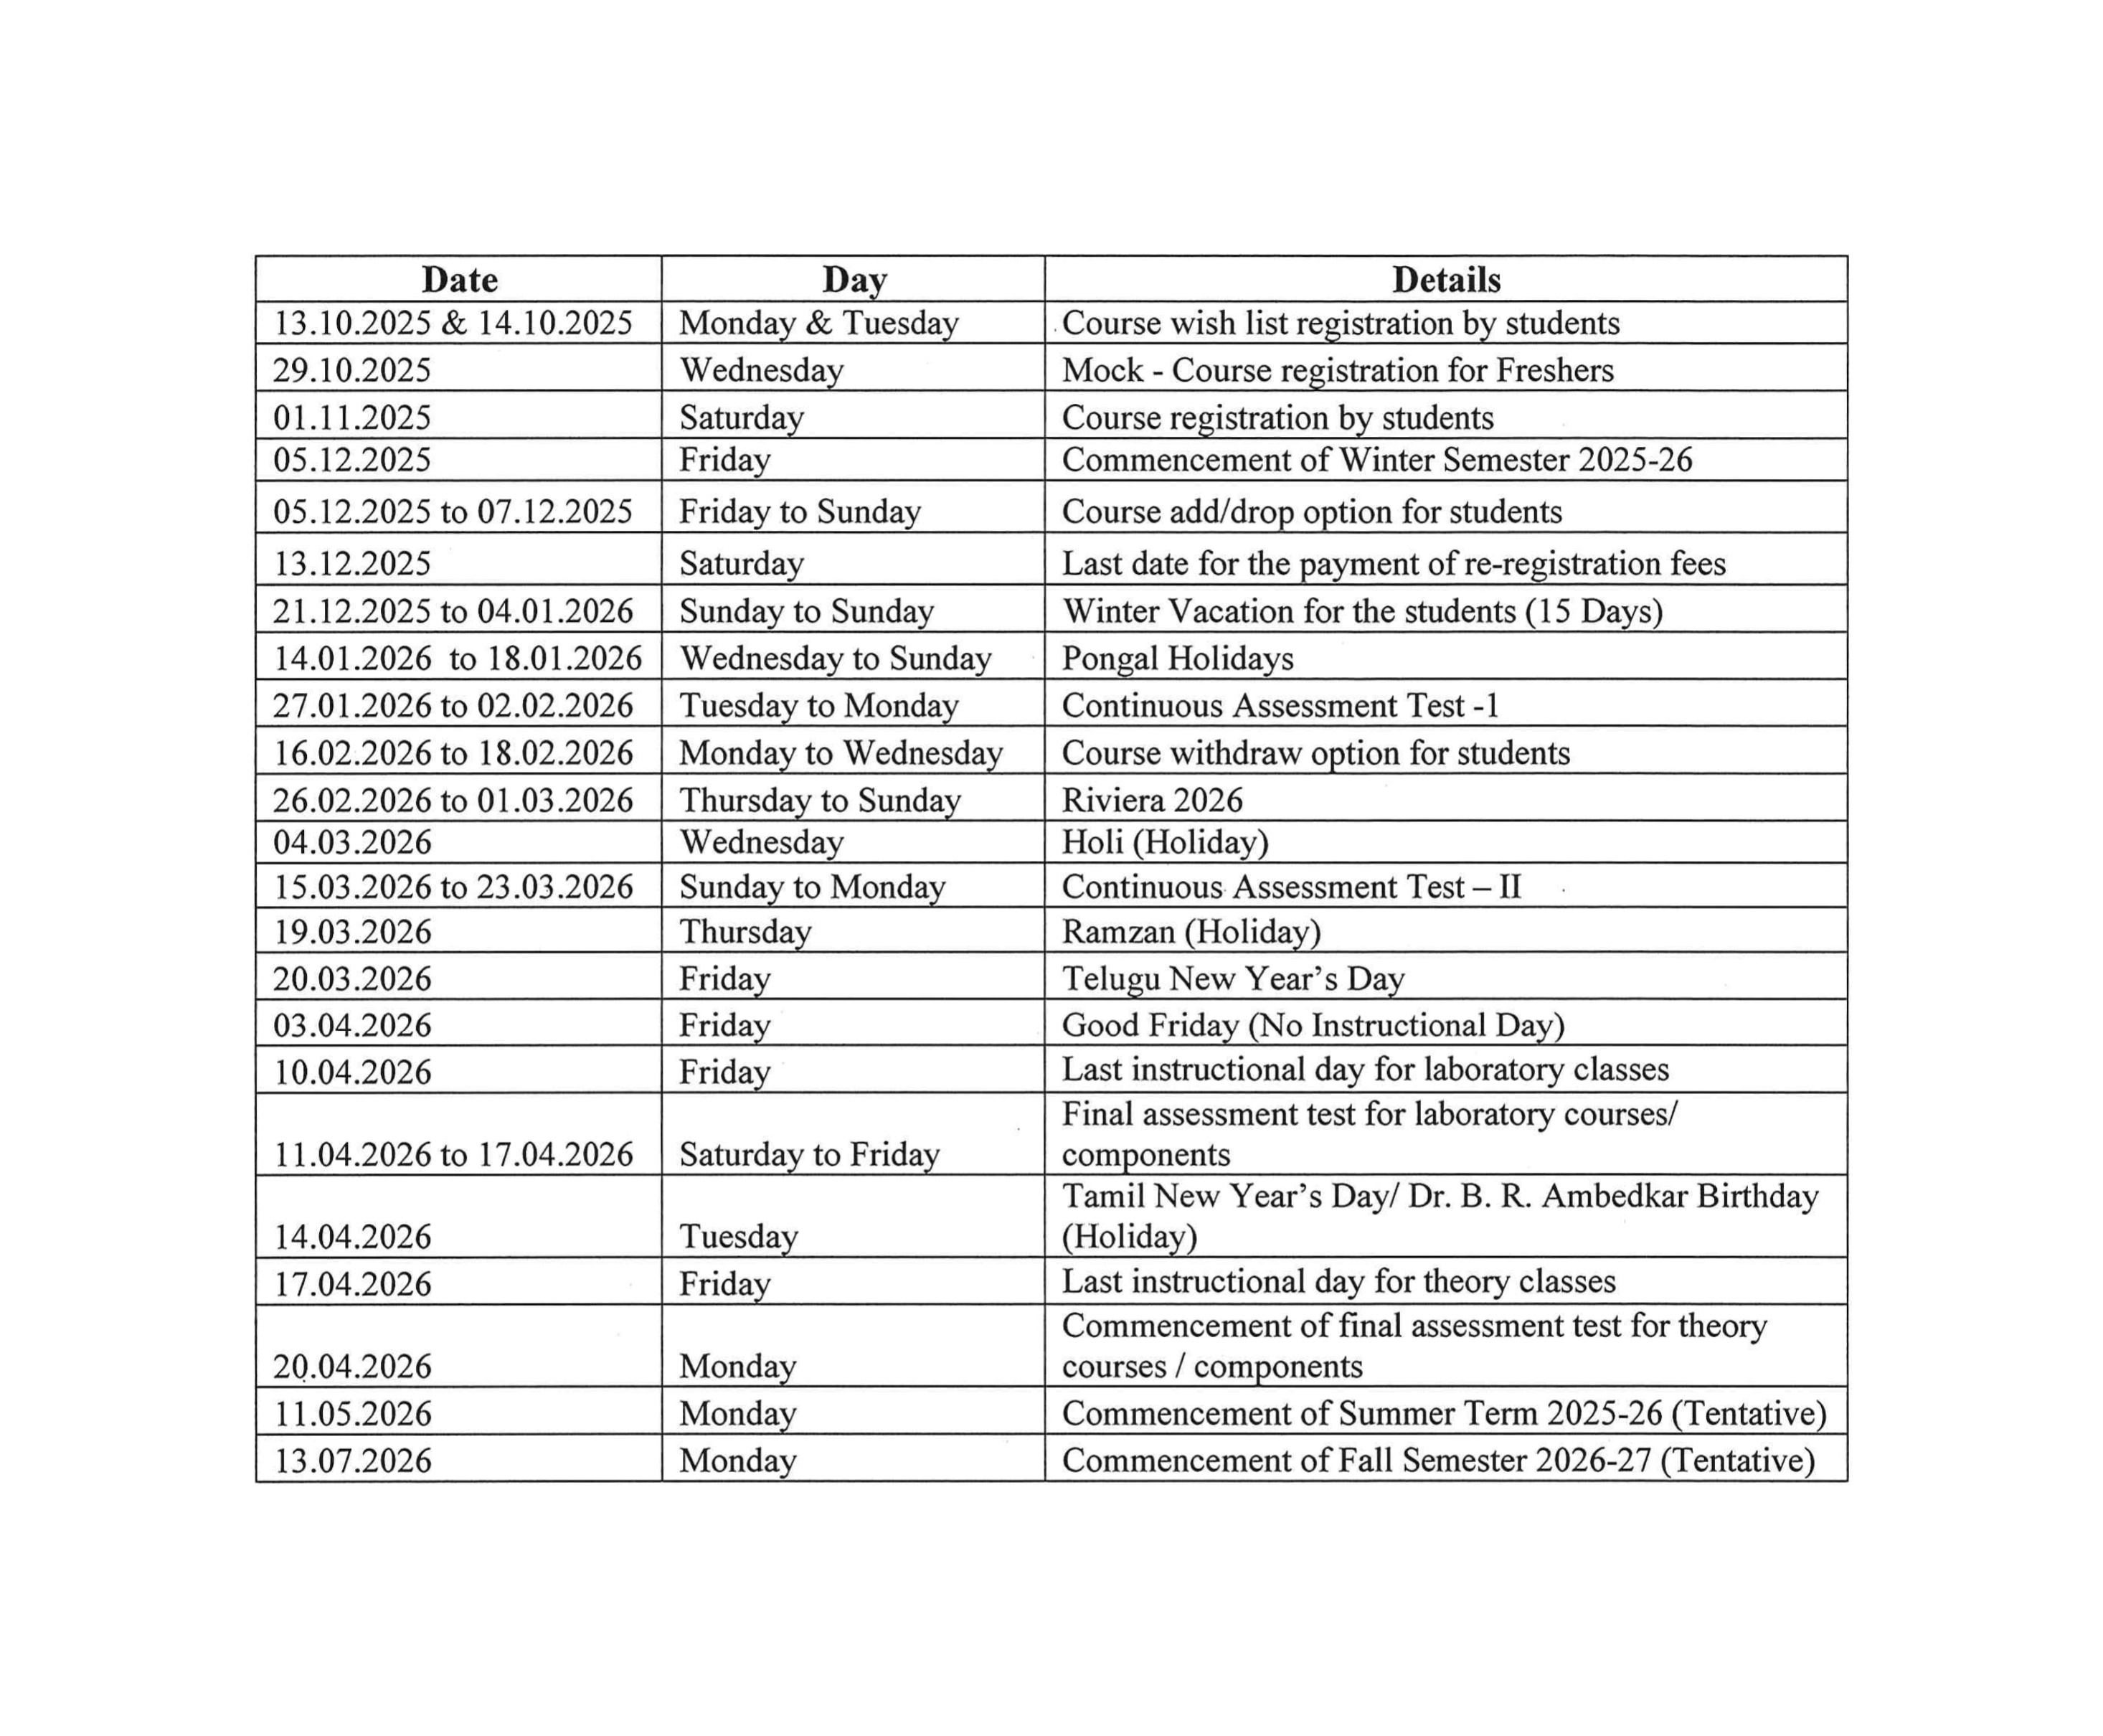 Date Day Details
13.10.2025 & 14.10.2025 Monday & Tuesday Course wish list registration by students
29.10.2025 Wednesday Mock - Course registration for Freshers
01.11.2025 Saturday Course registration by students
05.12.2025 Friday Commencement of Winter Semester 2025-26
05.12.2025 to 07.12.2025 Friday to Sunday Course add/drop option for students
13.12.2025 Saturday Last date for the payment of re-registration fees
21.12.2025 to 04.01.2026 Sunday to Sunday Winter Vacation for the students (15 Days)
14.01.2026 to 18.01.2026 Wednesday to Sunday Pongal Holidays
27.01.2026 to 02.02.2026 Tuesday to Monday Continuous Assessment Test -1
16.02.2026 to 18.02.2026 Monday to Wednesday Course withdraw option for students
26.02.2026 to 01.03.2026 Thursday to Sunday Riviera 2026
04.03.2026 Wednesday Holi (Holiday)
15.03.2026 to 23.03.2026 Sunday to Monday Continuous Assessment Test – II
19.03.2026 Thursday Ramzan (Holiday)
20.03.2026 Friday Telugu New Year’s Day
03.04.2026 Friday Good Friday (No Instructional Day)
10.04.2026 Friday Last instructional day for laboratory classes
Final assessment test for laboratory courses/
11.04.2026 to 17.04.2026 Saturday to Friday components
Tamil New Year’s Day/ Dr. B. R. Ambedkar Birthday
14.04.2026 Tuesday (Holiday)
17.04.2026 Friday Last instructional day for theory classes
Commencement of final assessment test for theory
20.04.2026 Monday courses / components
11.05.2026 Monday Commencement of Summer Term 2025-26 (Tentative)
13.07.2026 Monday Commencement of Fall Semester 2026-27 (Tentative)